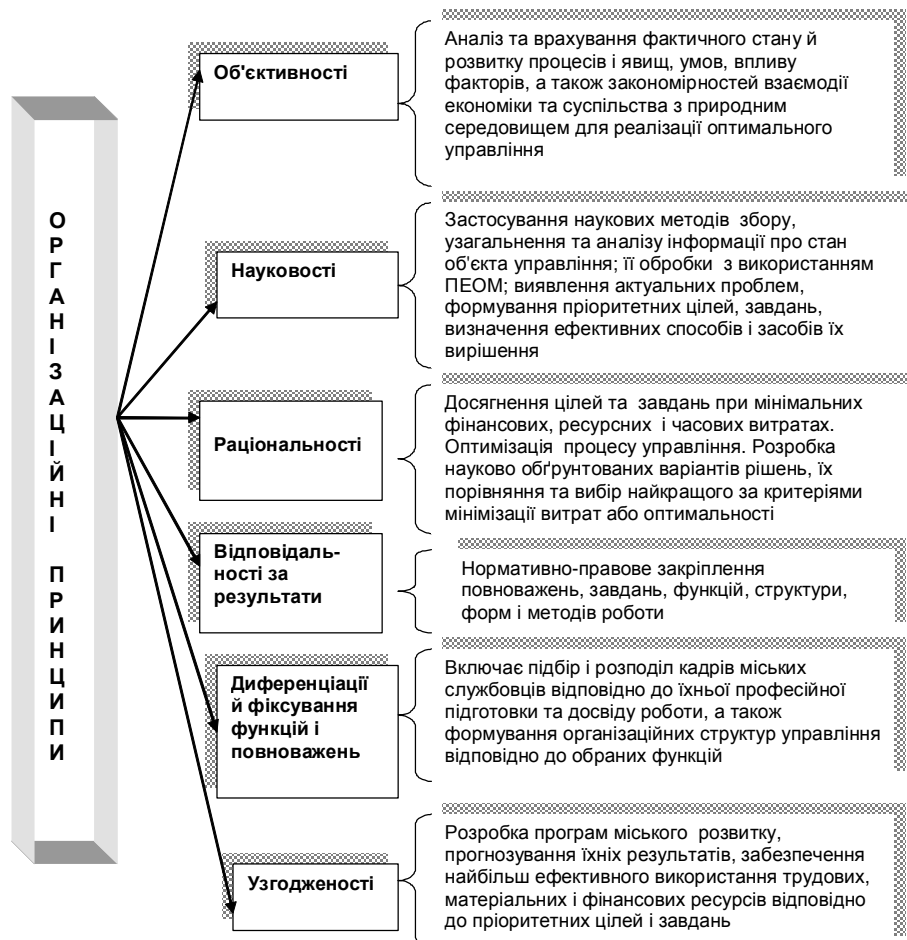 ОРГАНІЗАЦІЙНІ ПРИНЦИПИ
Об'єктивності
Аналіз та врахування фактичного стану й
розвитку процесів і явищ, умов, впливу
факторів, а також закономірностей взаємодії
економіки та суспільства з природним
середовищем для реалізації оптимального
управління
Науковості
Застосування наукових методів збору,
узагальнення та аналізу інформації про стан
об'єкта управління; її обробки з використанням
ПЕОМ; виявлення актуальних проблем,
формування пріоритетних цілей, завдань,
визначення ефективних способів і засобів їх
вирішення
Раціональності
Досягнення цілей та завдань при мінімальних
фінансових, ресурсних і часових витратах.
Оптимізація процесу управління. Розробка
науково обґрунтованих варіантів рішень, їх
порівняння та вибір найкращого за критеріями
мінімізації витрат або оптимальності
Відповідаль-
ності за
результати
Нормативно-правове закріплення
повноважень, завдань, функцій, структури,
форм і методів роботи
Диференціації
й фіксування
функцій і
повноважень
Включає підбір і розподіл кадрів міських
службовців відповідно до їхньої професійної
підготовки та досвіду роботи, а також
формування організаційних структур управління
відповідно до обраних функцій
Узгодженості
Розробка програм міського розвитку,
прогнозування їхніх результатів, забезпечення
найбільш ефективного використання трудових,
матеріальних і фінансових ресурсів відповідно
до пріоритетних цілей і завдань